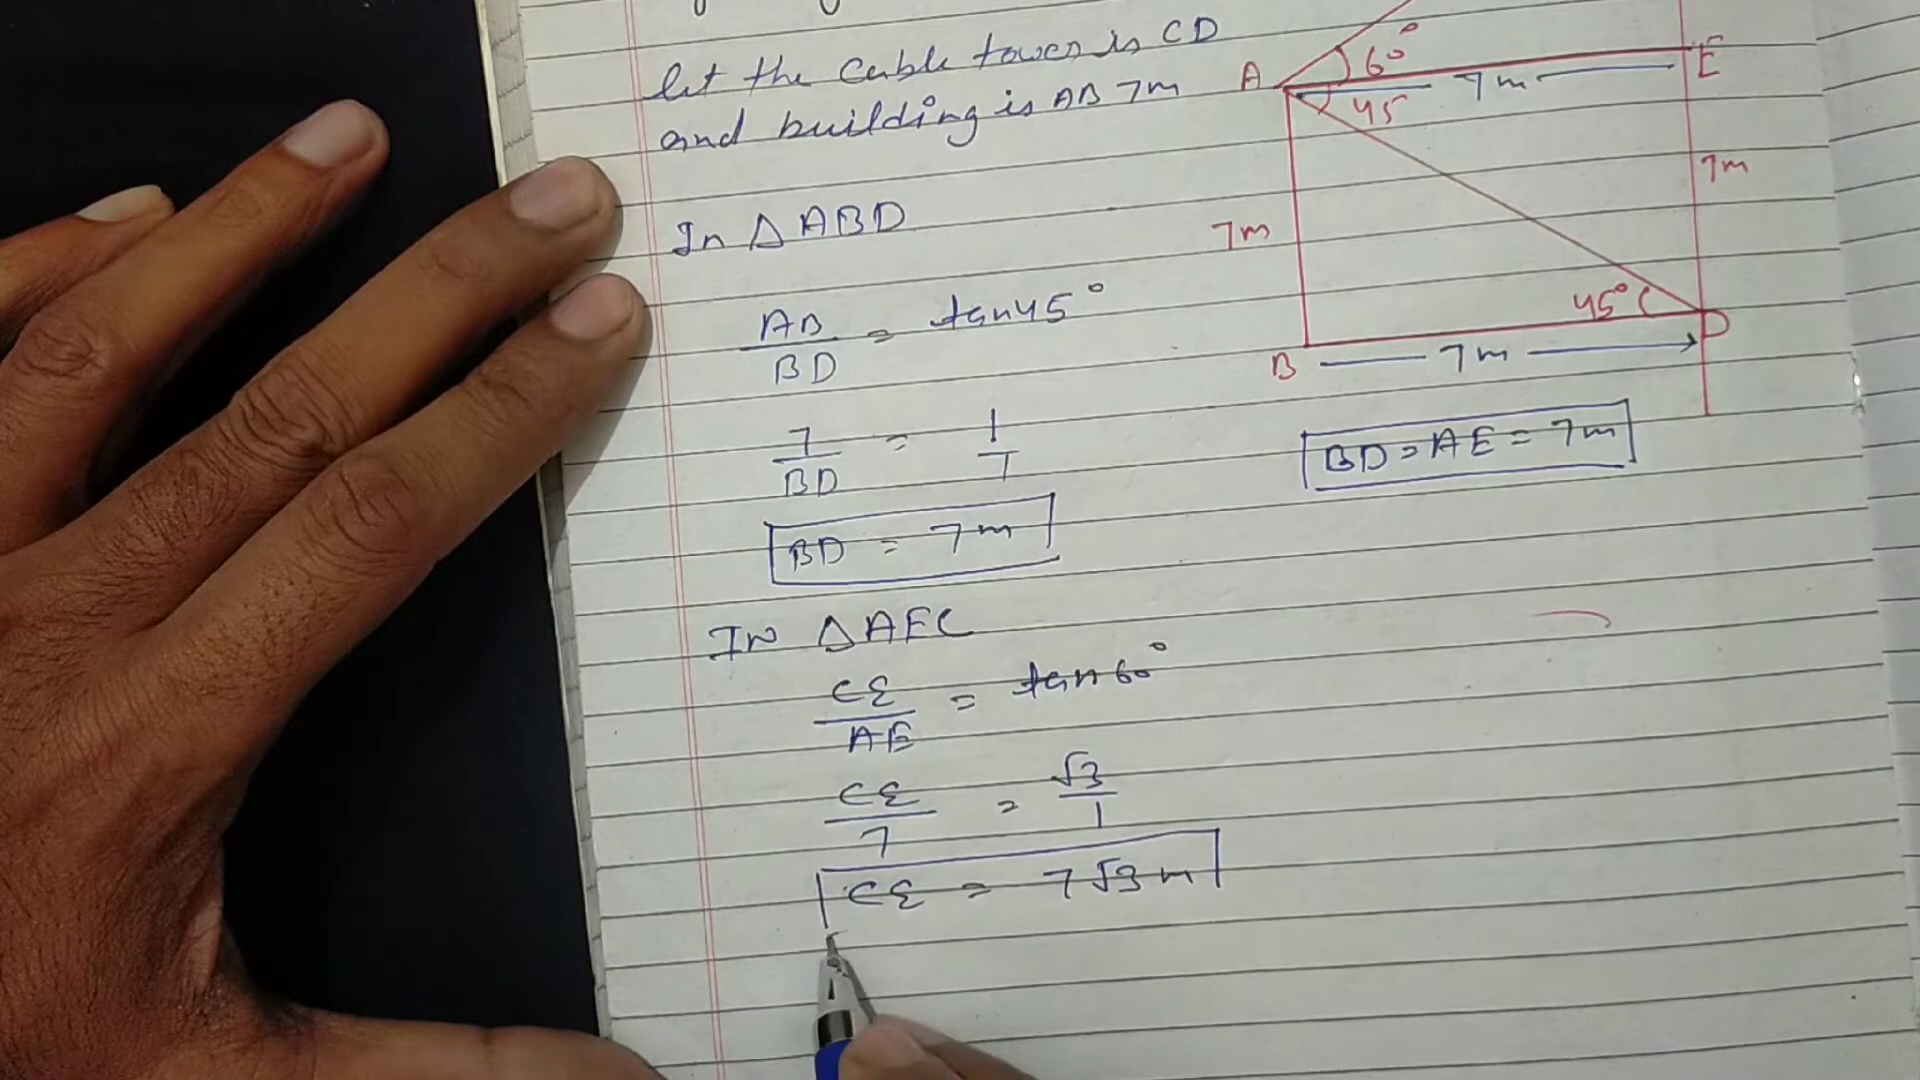 let the cable tower is CD
and building is AB 7m
In △ABD
AB/BD = tan45°
7/BD = 1/1
BD = 7m
IN △AEC
CE/AE = tan60°
CE/7 = √3/1
CE = 7√3 m
A
60°
45
7m
E
7m
7m
45°
D
B
7m
BD = AE = 7m